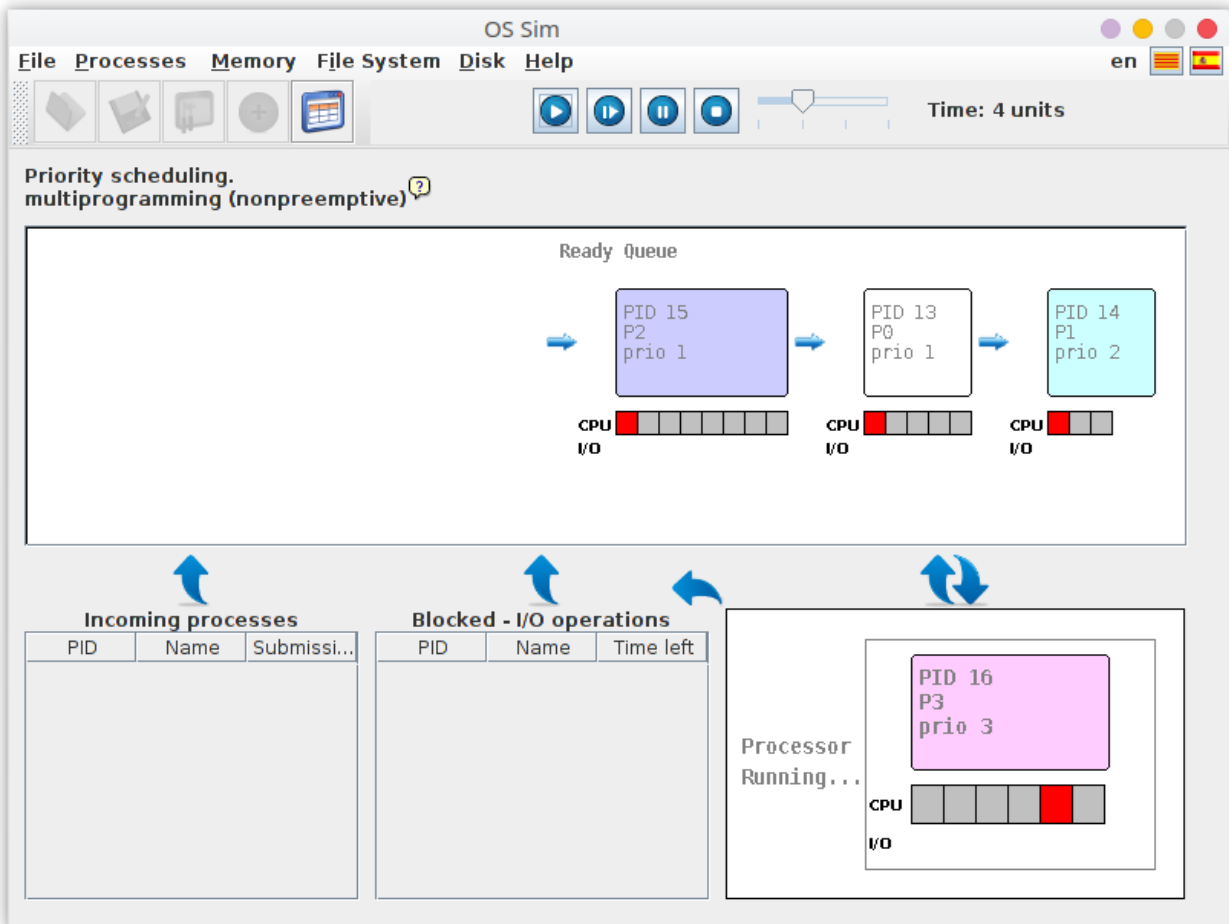 OS Sim
File Processes Memory File System Disk Help
en
Time: 4 units
Priority scheduling.
multiprogramming (nonpreemptive)
?
Ready Queue
PID 15
P2
prio 1
CPU
I/O
PID 13
P0
prio 1
CPU
I/O
PID 14
P1
prio 2
CPU
I/O
Incoming processes
PID Name Submissi...
Blocked - I/O operations
PID Name Time left
Processor
Running...
PID 16
P3
prio 3
CPU
I/O